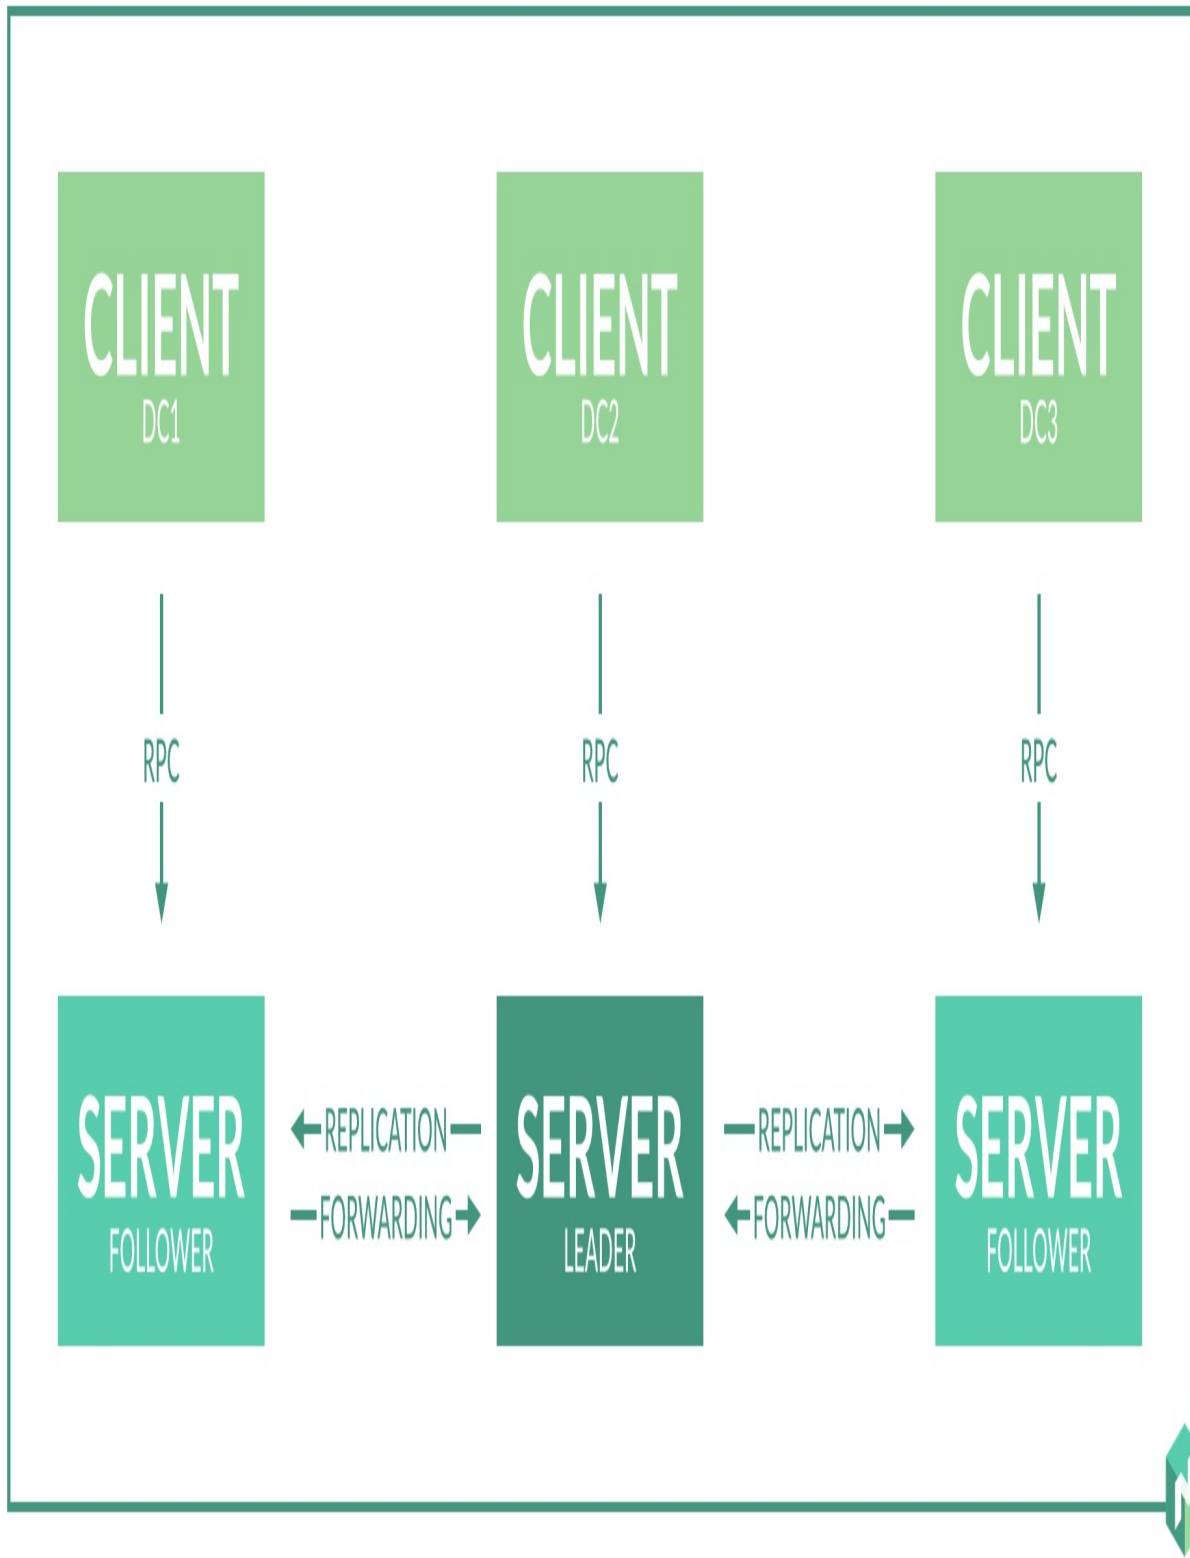 CLIENT
DC1
CLIENT
DC2
CLIENT
DC3
RPC
RPC
RPC
SERVER
FOLLOWER
REPLICATION
FORWARDING
SERVER
LEADER
REPLICATION
FORWARDING
SERVER
FOLLOWER